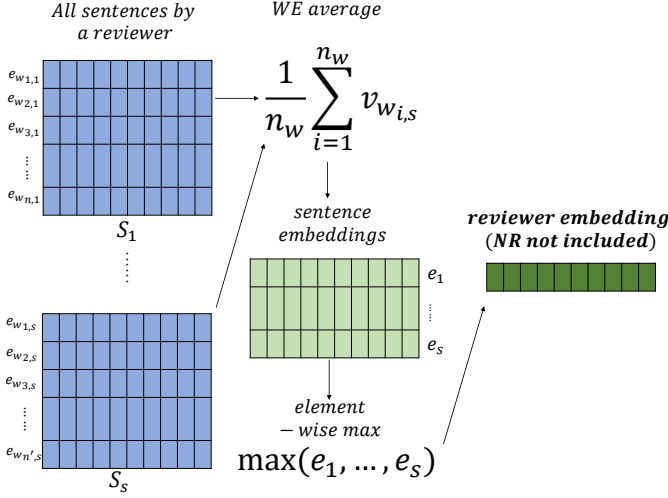 All sentences by
a reviewer
WE average
e_{w_{1,1}}
e_{w_{2,1}}
e_{w_{3,1}}
......
e_{w_{n,1}}
S_1
......
\frac{1}{n_w} \sum_{i=1}^{n_w} v_{w_{i,s}}
sentence
embeddings
e_1
......
e_s
reviewer embedding
(NR not included)
e_{w_{1,s}}
e_{w_{2,s}}
e_{w_{3,s}}
......
e_{w_{n',s}}
S_s
element
– wise max
max(e_1, … , e_s)